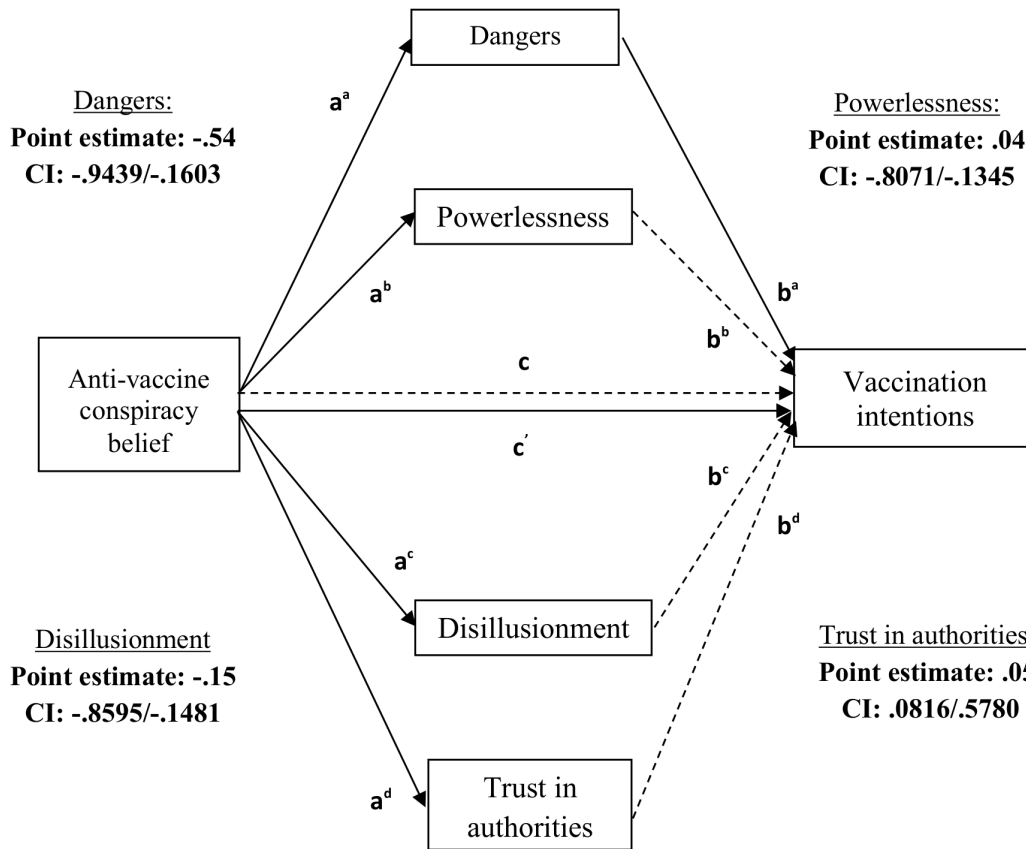 Dangers
aᵃ
Dangers:
Point estimate: -.54
CI: -.9439/-.1603
Powerlessness:
Point estimate: .04
CI: -.8071/-.1345
Powerlessness
aᵇ
bᵃ
bᵇ
Anti-vaccine
conspiracy
belief
c
c′
Vaccination
intentions
bᶜ
bᵈ
aᶜ
Disillusionment
Disillusionment
Point estimate: -.15
CI: -.8595/-.1481
Trust in authorities
Point estimate: .05
CI: .0816/.5780
aᵈ
Trust in
authorities